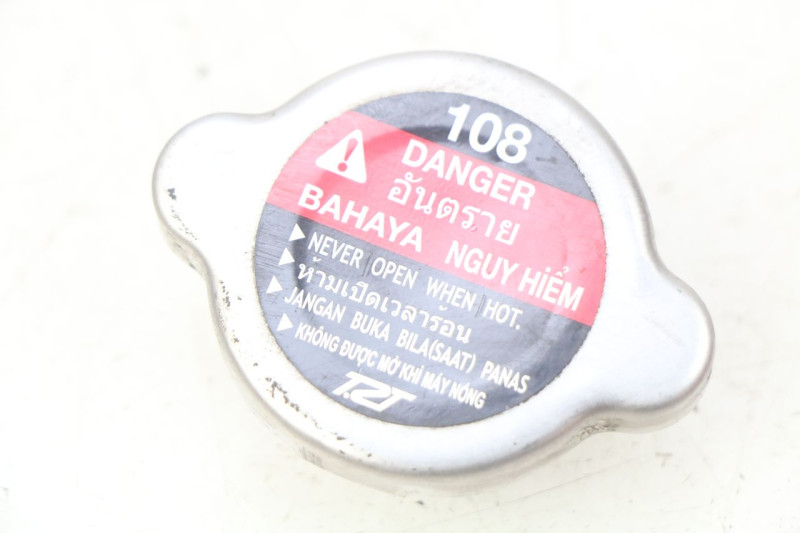 108
DANGER
อันตราย
BAHAYA NGUY HiỂM
NEVER OPEN WHEN HOT.
ห้ามเปิดเวลาร้อน
JANGAN BUKA BILA(SAAT) PANAS
KHÔNG ĐƯỢC MỞ KHI MÁY NÓNG
T.RT